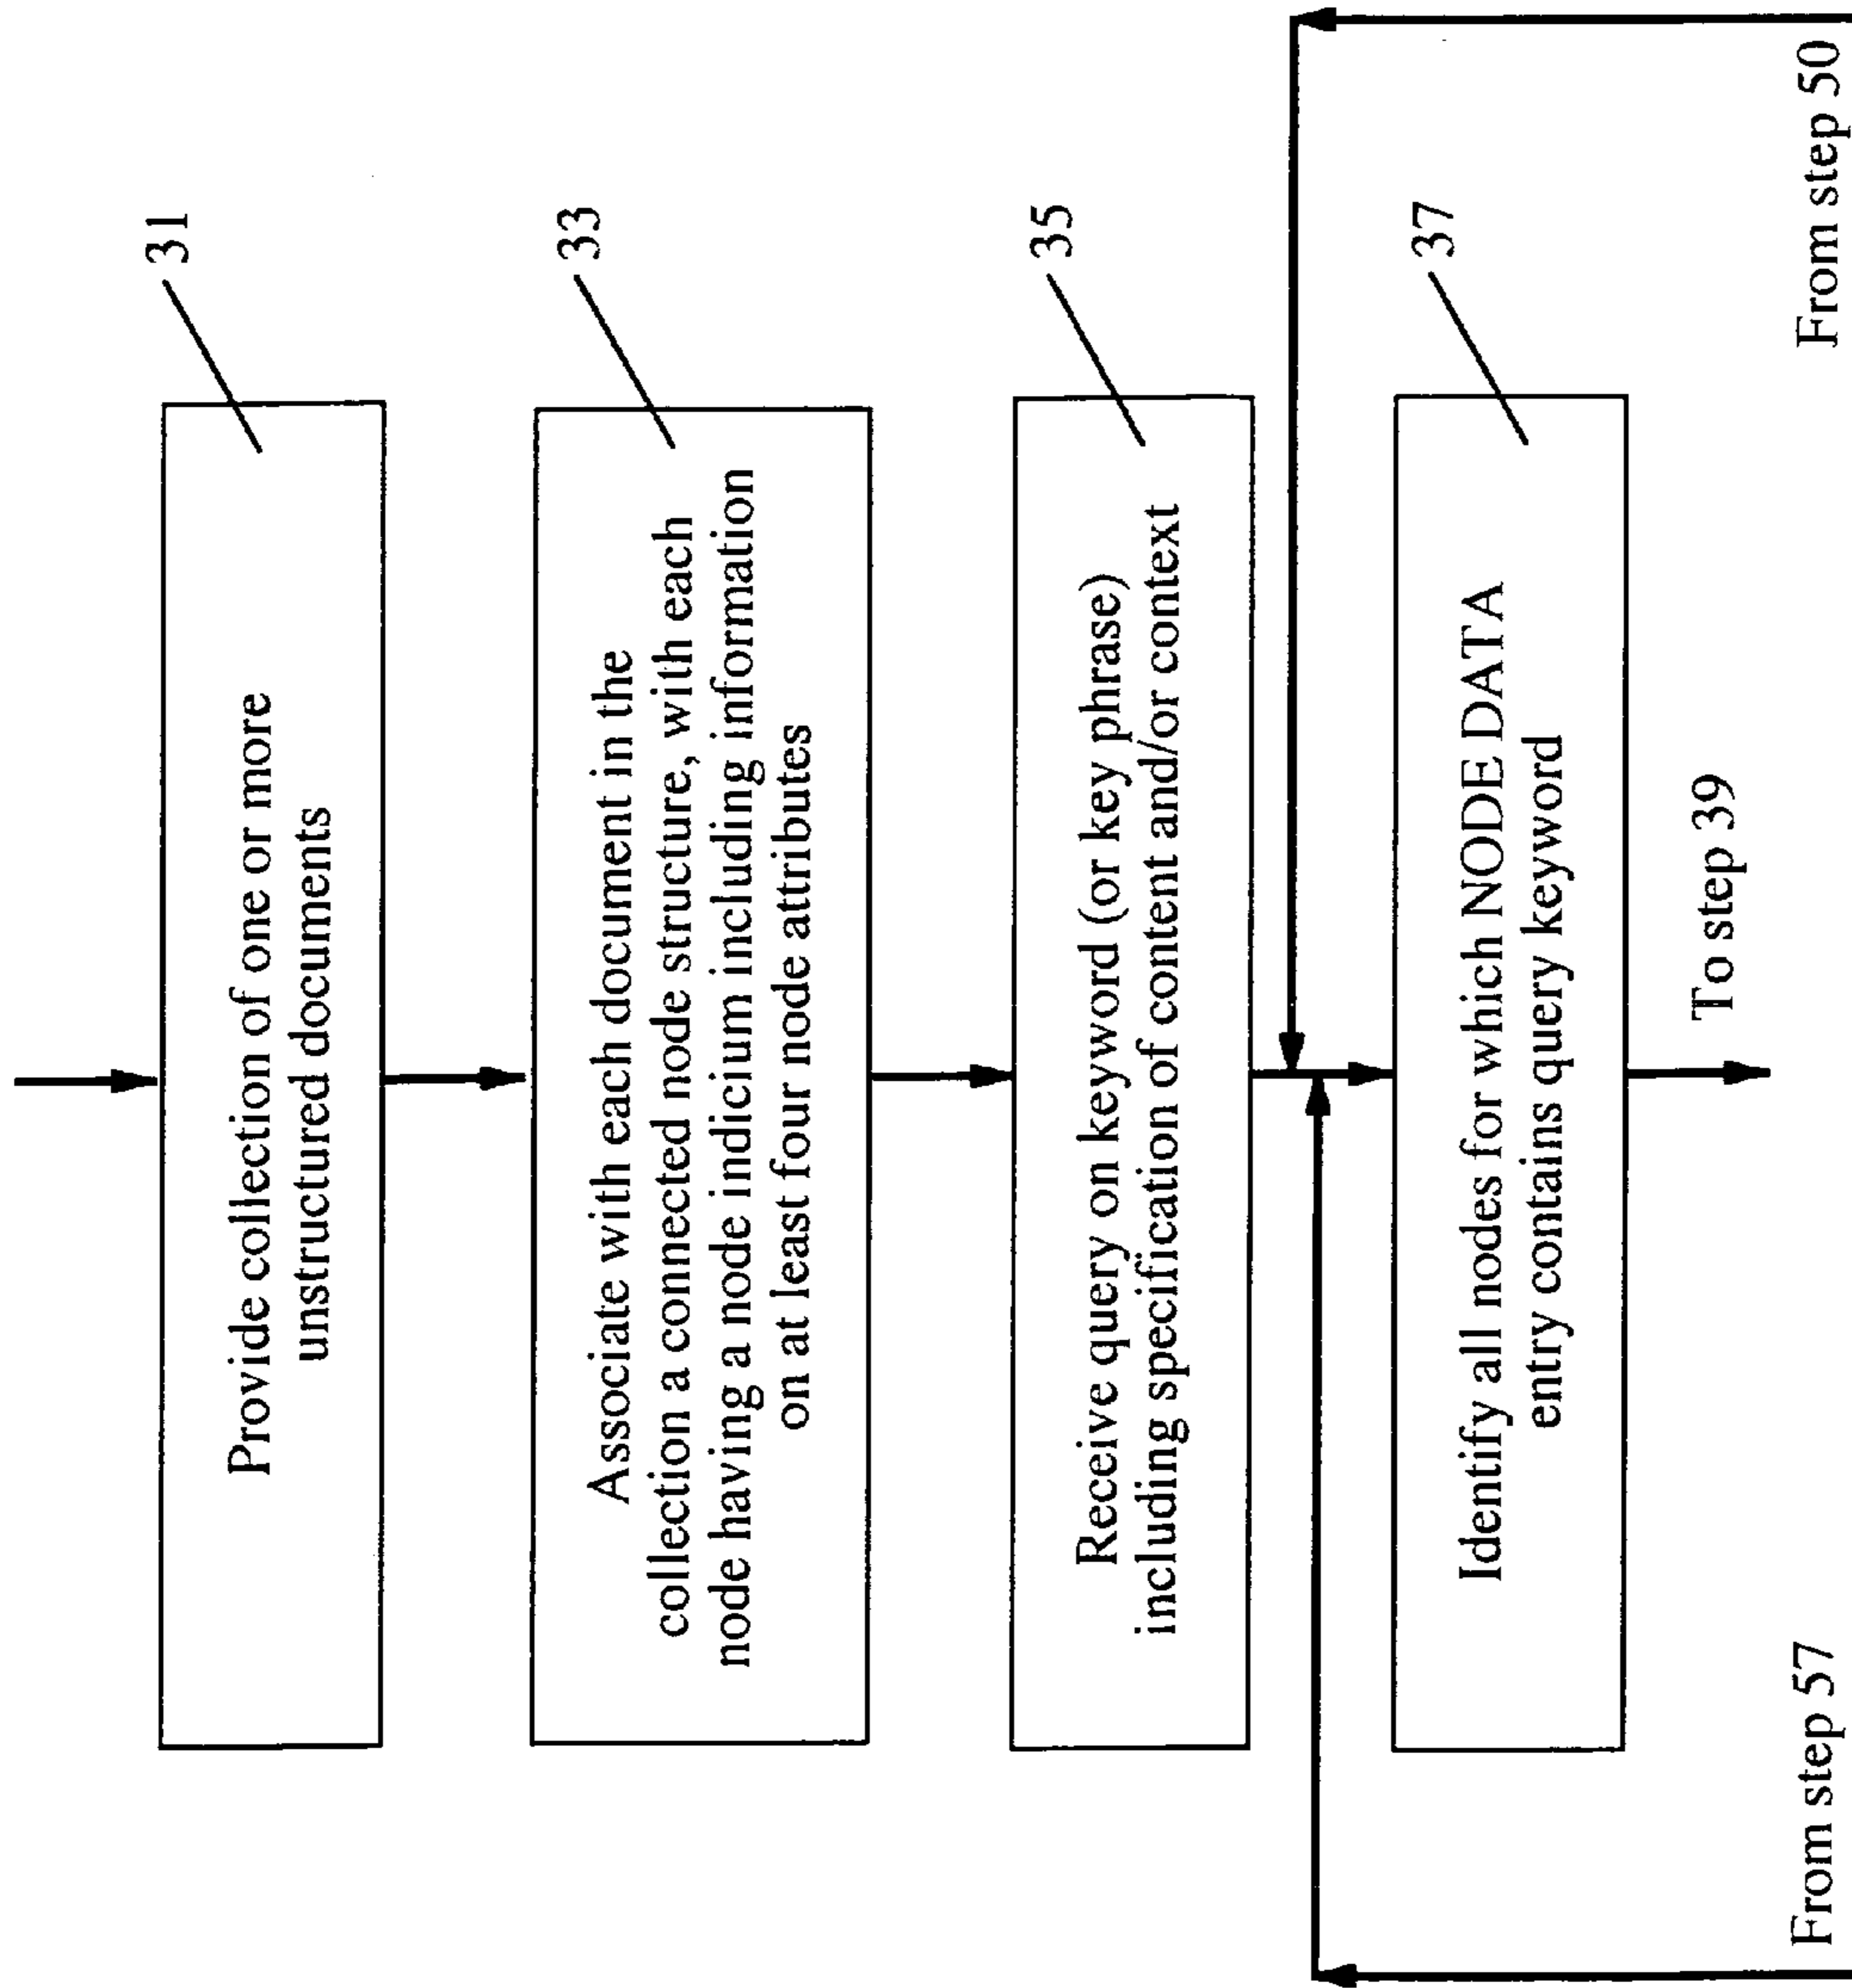 31
Provide collection of one or more
unstructured documents
33
Associate with each document in the
collection a connected node structure, with each
node having a node indicium including information
on at least four node attributes
35
Receive query on keyword (or key phrase)
including specification of content and/or context
37
Identify all nodes for which NODE DATA
entry contains query keyword
To step 39
From step 57
From step 50